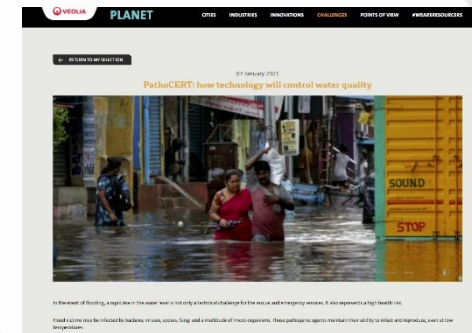 VEOLIA PLANET CITIES INDUSTRIES INNOVATIONS CHALLENGES POINTS OF VIEW #WEARERESOURCERS
← RETURN TO MY SELECTION
07 January 2021
PathoCERT: how technology will control water quality
SOUND
STOP
In the event of flooding, a rapid rise in the water level is not only a technical challenge for the rescue and emergency services. It also represents a high health risk.
Flood victims may be infected by bacteria, viruses, spores, fungi and a multitude of micro-organisms. These pathogenic agents maintain their ability to infect and reproduce, even at low
temperatures.